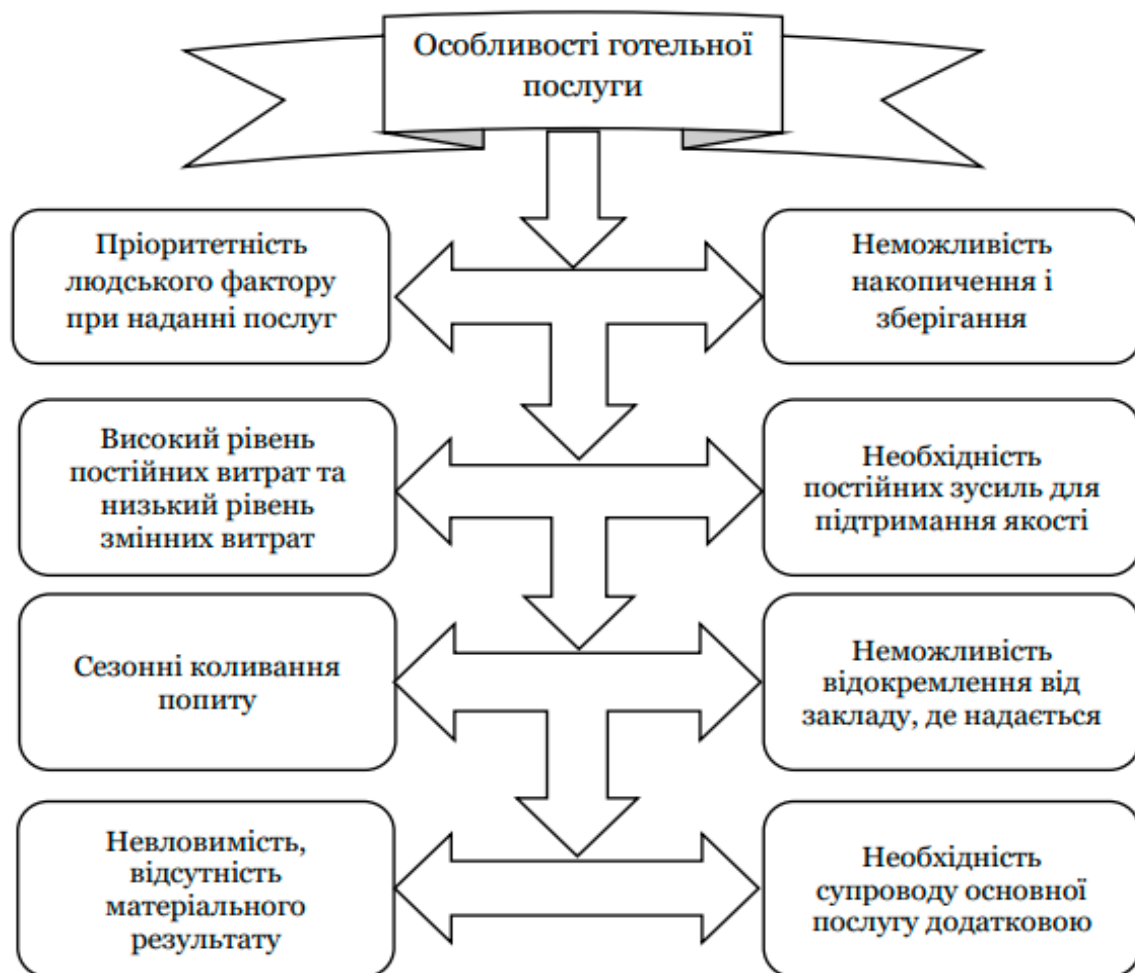 Особливості готельної
послуги
Пріоритетність
людського фактору
при наданні послуг
Неможливість
накопичення і
зберігання
Високий рівень
постійних витрат та
низький рівень
змінних витрат
Необхідність
постійних зусиль для
підтримання якості
Сезонні коливання
попиту
Неможливість
відокремлення від
закладу, де надається
Невловимість,
відсутність
матеріального
результату
Необхідність
супроводу основної
послугу додатковою